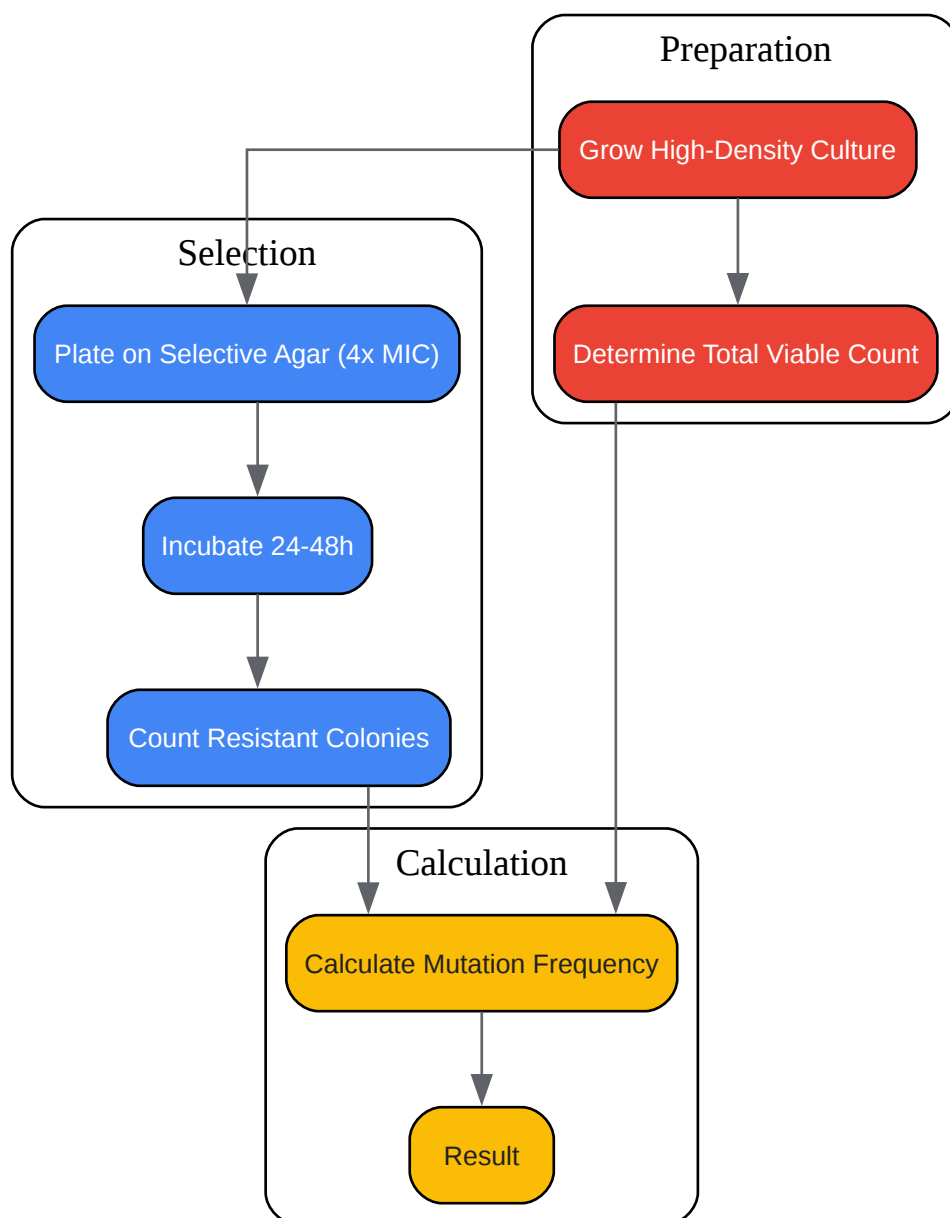 Preparation
Grow High-Density Culture
Determine Total Viable Count
Selection
Plate on Selective Agar (4x MIC)
Incubate 24-48h
Count Resistant Colonies
Calculation
Calculate Mutation Frequency
Result